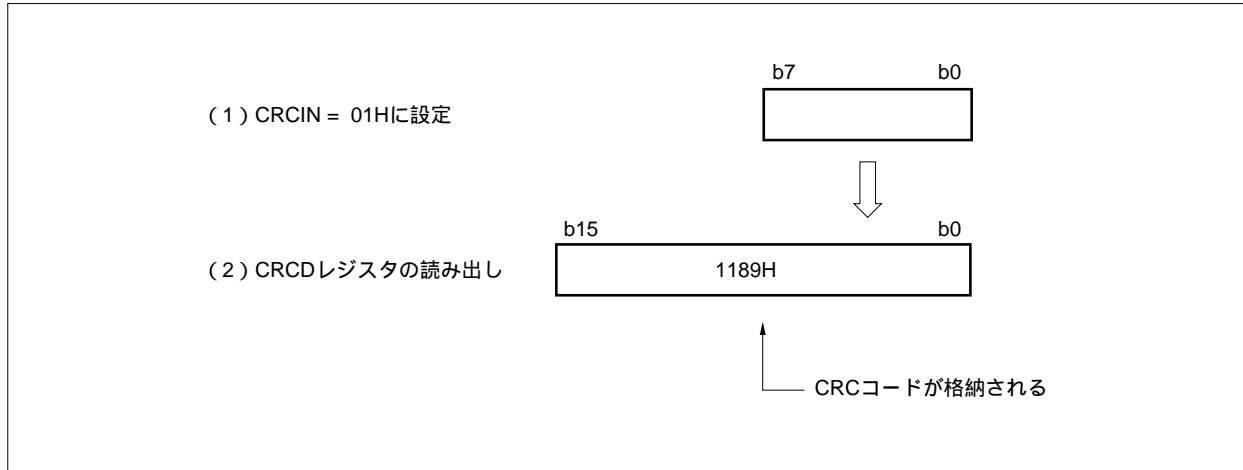 b7 b0
（1）CRCIN = 01Hに設定
b15 b0
（2）CRCDレジスタの読み出し 1189H
CRCコードが格納される